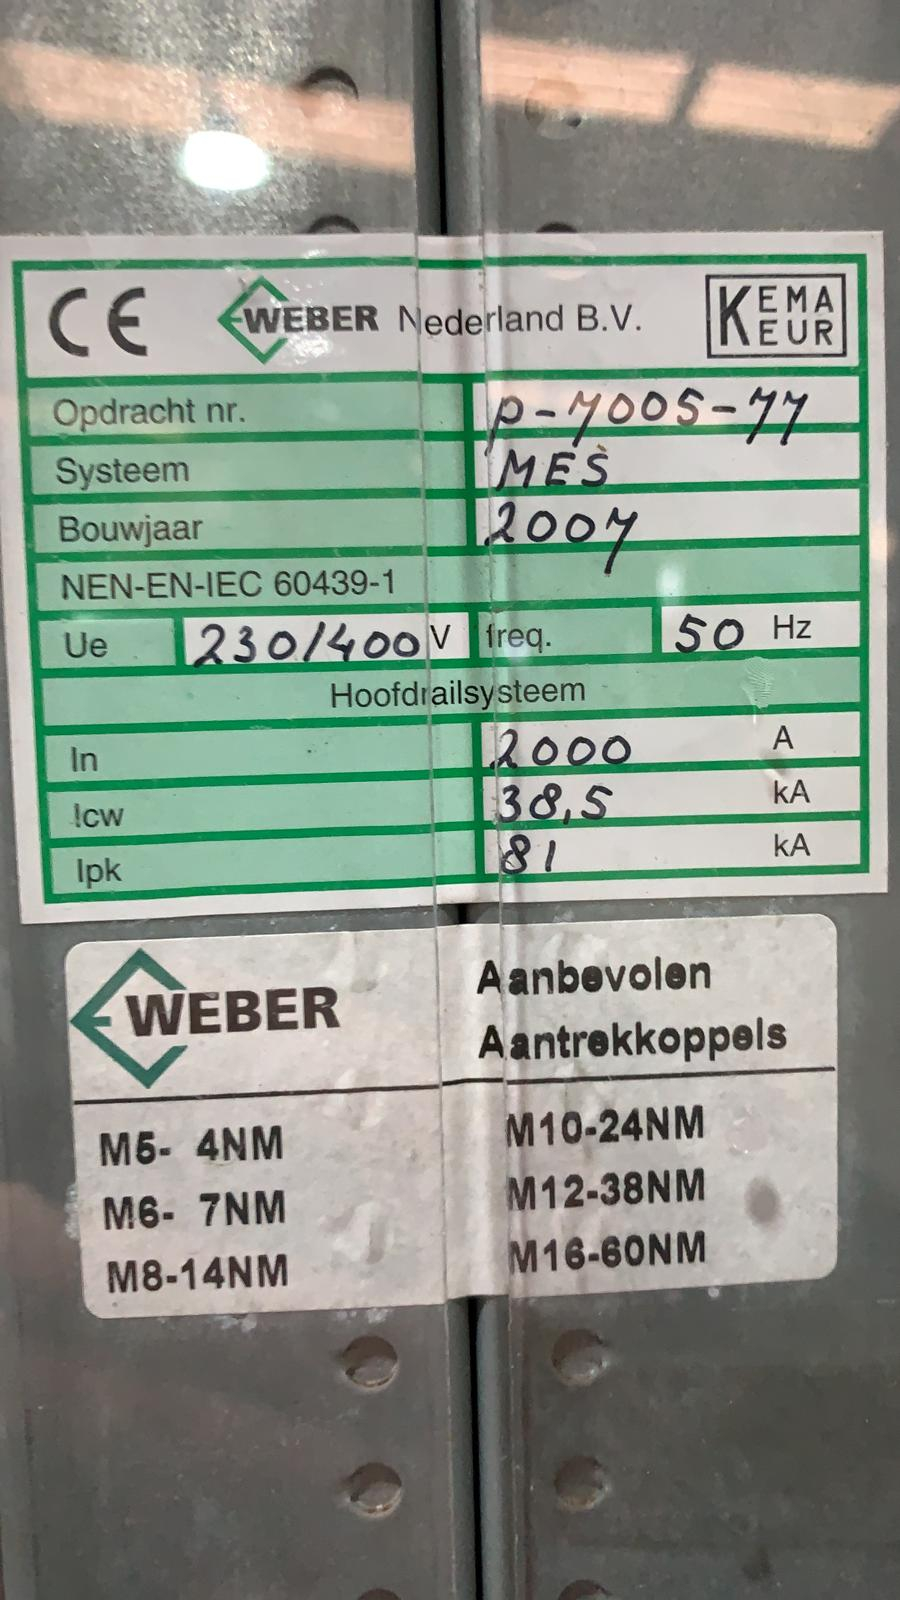 CE WEBER Nederland B.V. KEMA KEUR
Opdracht nr. P-7005-77
Systeem MES
Bouwjaar 2007
NEN-EN-IEC 60439-1
Ue 230/400 V freq. 50 Hz
Hoofdrailsysteem
In 2000 A
Icw 38,5 kA
Ipk 81 kA
WEBER Aanbevolen
Aantrekkoppels
M5- 4NM M10-24NM
M6- 7NM M12-38NM
M8-14NM M16-60NM